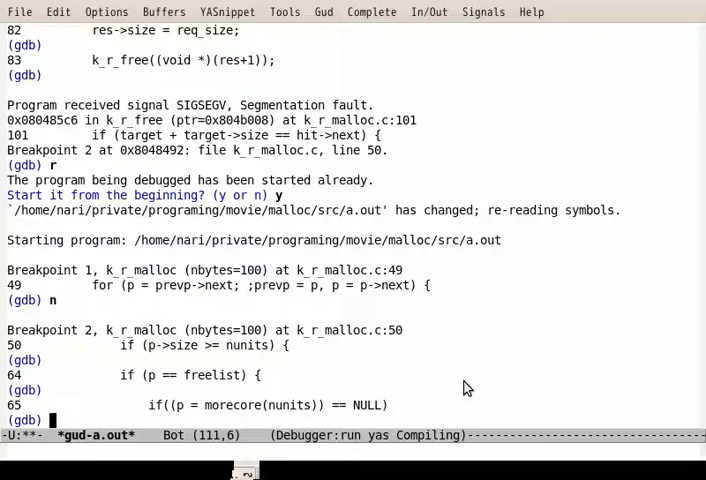 File Edit Options Buffers YASnippet Tools Gud Complete In/Out Signals Help
82 res->size = req_size;
(gdb)
83 k_r_free((void *)(res+1));
(gdb)
Program received signal SIGSEGV, Segmentation fault.
0x080485c6 in k_r_free (ptr=0x804b008) at k_r_malloc.c:101
101 if (target + target->size == hit->next) {
Breakpoint 2 at 0x8048492: file k_r_malloc.c, line 50.
(gdb) r
The program being debugged has been started already.
Start it from the beginning? (y or n) y
`/home/nari/private/programing/movie/malloc/src/a.out' has changed; re-reading symbols.
Starting program: /home/nari/private/programing/movie/malloc/src/a.out
Breakpoint 1, k_r_malloc (nbytes=100) at k_r_malloc.c:49
49 for (p = prevp->next; ;prevp = p, p = p->next) {
(gdb) n
Breakpoint 2, k_r_malloc (nbytes=100) at k_r_malloc.c:50
50 if (p->size >= nunits) {
(gdb)
64 if (p == freelist) {
(gdb)
65 if((p = morecore(nunits)) == NULL)
(gdb)
-U:**- *gud-a.out* Bot (111,6) (Debugger:run yas Compiling)----------------------------------